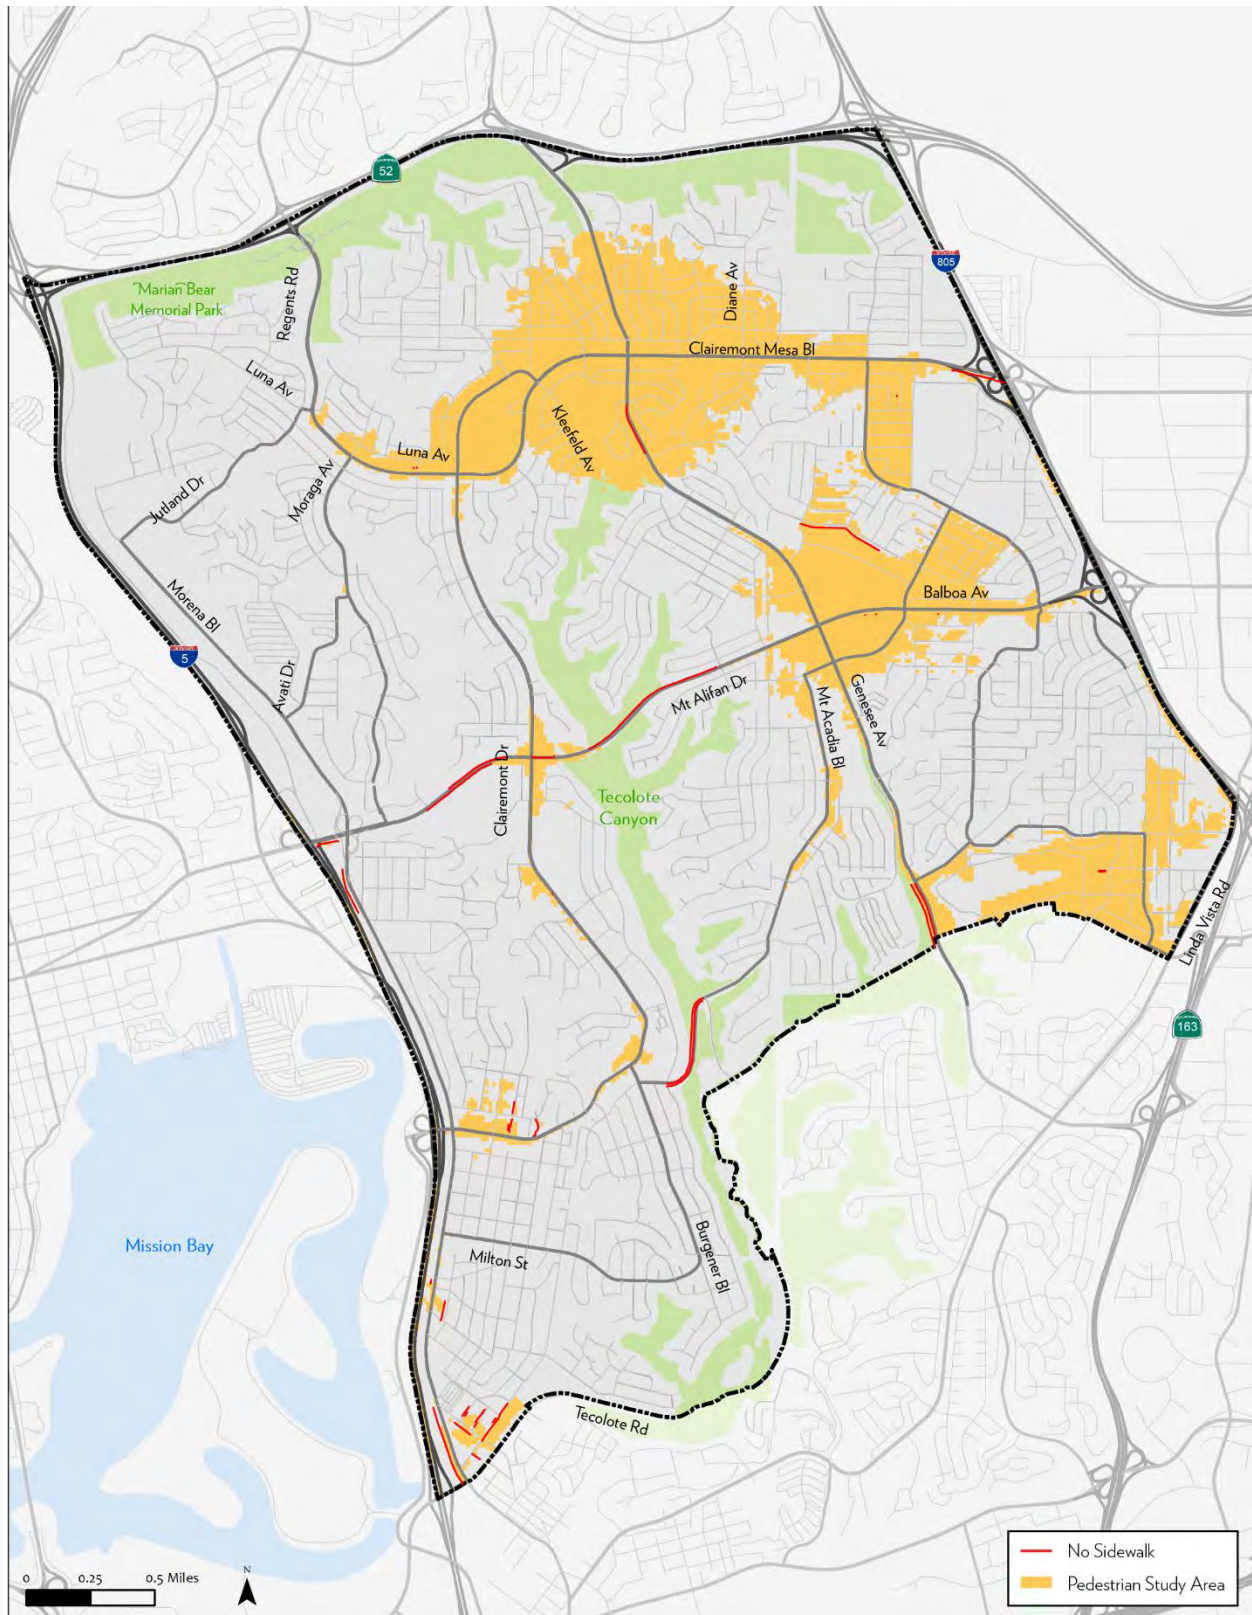 52
INTERSTATE
805
Marian Bear
Memorial Park
Regents Rd
Diane Av
Clairemont Mesa Bl
Luna Av
Kleefeld Av
Luna Av
Moraga Av
Jutland Dr
Morena Bl
Balboa Av
5
Avati Dr
Mt Alifan Dr
Mt Acadia Bl
Genesee Av
Clairemont Dr
Tecolote
Canyon
Linda Vista Rd
163
Mission Bay
Milton St
Burgener Bl
Tecolote Rd
0 0.25 0.5 Miles
N
No Sidewalk
Pedestrian Study Area